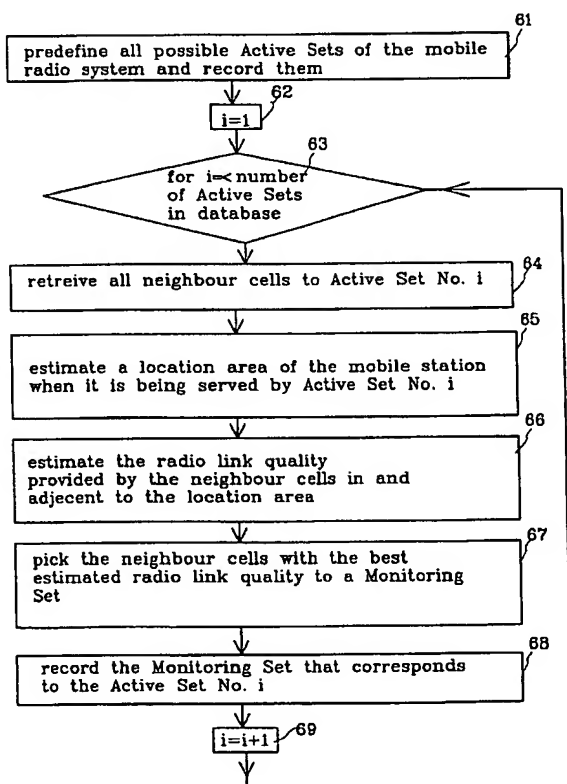 61
predefine all possible Active Sets of the mobile
radio system and record them
62
i=1
63
for i=<number
of Active Sets
in database
64
retreive all neighbour cells to Active Set No. i
65
estimate a location area of the mobile station
when it is being served by Active Set No. i
66
estimate the radio link quality
provided by the neighbour cells in and
adjecent to the location area
67
pick the neighbour cells with the best
estimated radio link quality to a Monitoring
Set
68
record the Monitoring Set that corresponds
to the Active Set No. i
69
i=i+1